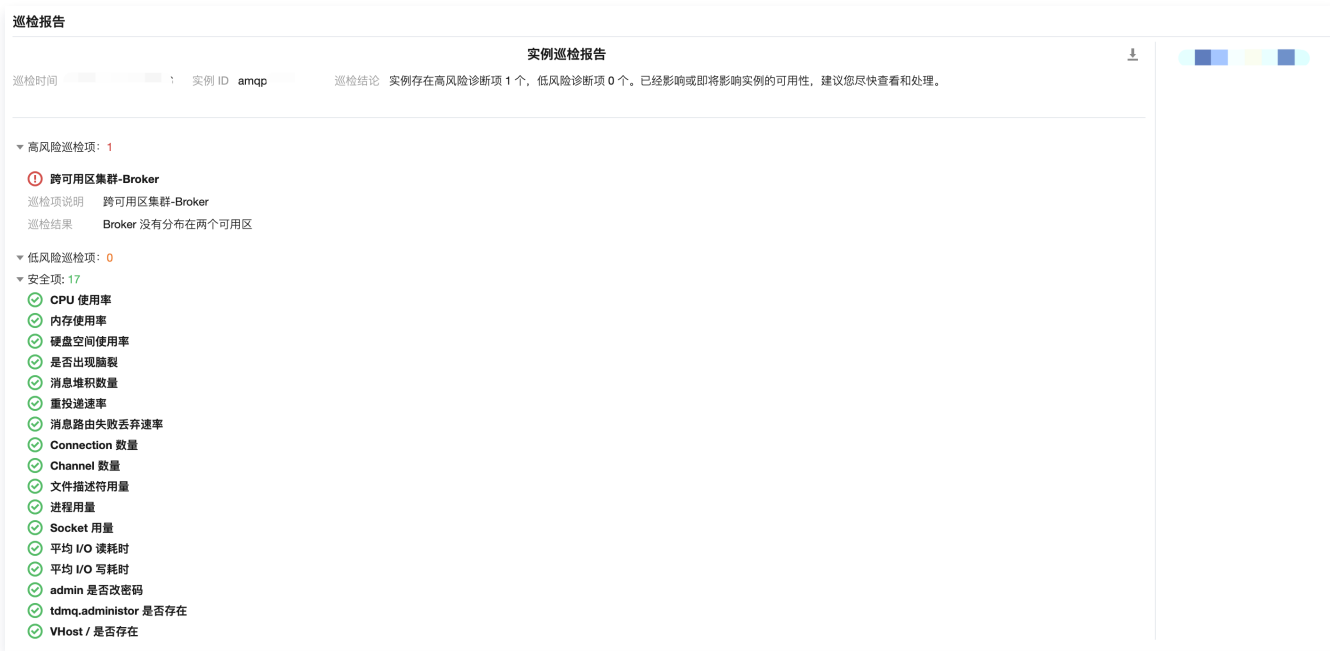 巡检报告
实例巡检报告
巡检时间 实例 ID amqp 巡检结论 实例存在高风险诊断项 1 个，低风险诊断项 0 个。已经影响或即将影响实例的可用性，建议您尽快查看和处理。
高风险巡检项：1
跨可用区集群-Broker
巡检项说明 跨可用区集群-Broker
巡检结果 Broker 没有分布在两个可用区
低风险巡检项：0
安全项: 17
CPU 使用率
内存使用率
硬盘空间使用率
是否出现脑裂
消息堆积数量
重投递速率
消息路由失败丢弃速率
Connection 数量
Channel 数量
文件描述符用量
进程用量
Socket 用量
平均 I/O 读耗时
平均 I/O 写耗时
admin 是否改密码
tdmq.administor 是否存在
VHost / 是否存在